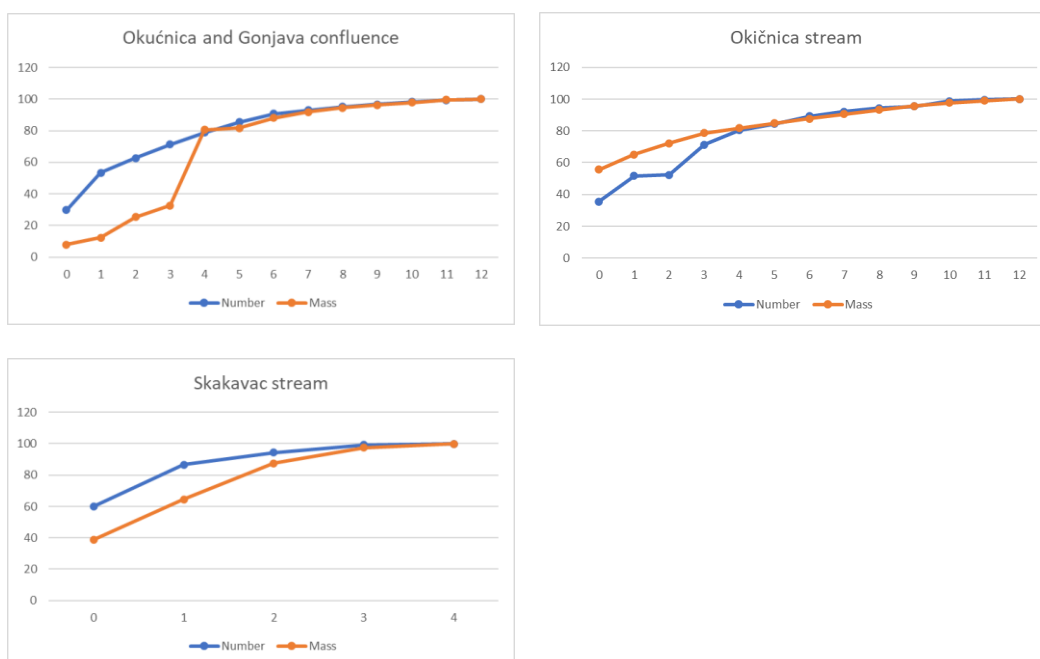 Okućnica and Gonjava confluence
120
100
80
60
40
20
0
0 1 2 3 4 5 6 7 8 9 10 11 12
Number Mass
Okičnica stream
120
100
80
60
40
20
0
0 1 2 3 4 5 6 7 8 9 10 11 12
Number Mass
Skakavac stream
120
100
80
60
40
20
0
0 1 2 3 4
Number Mass